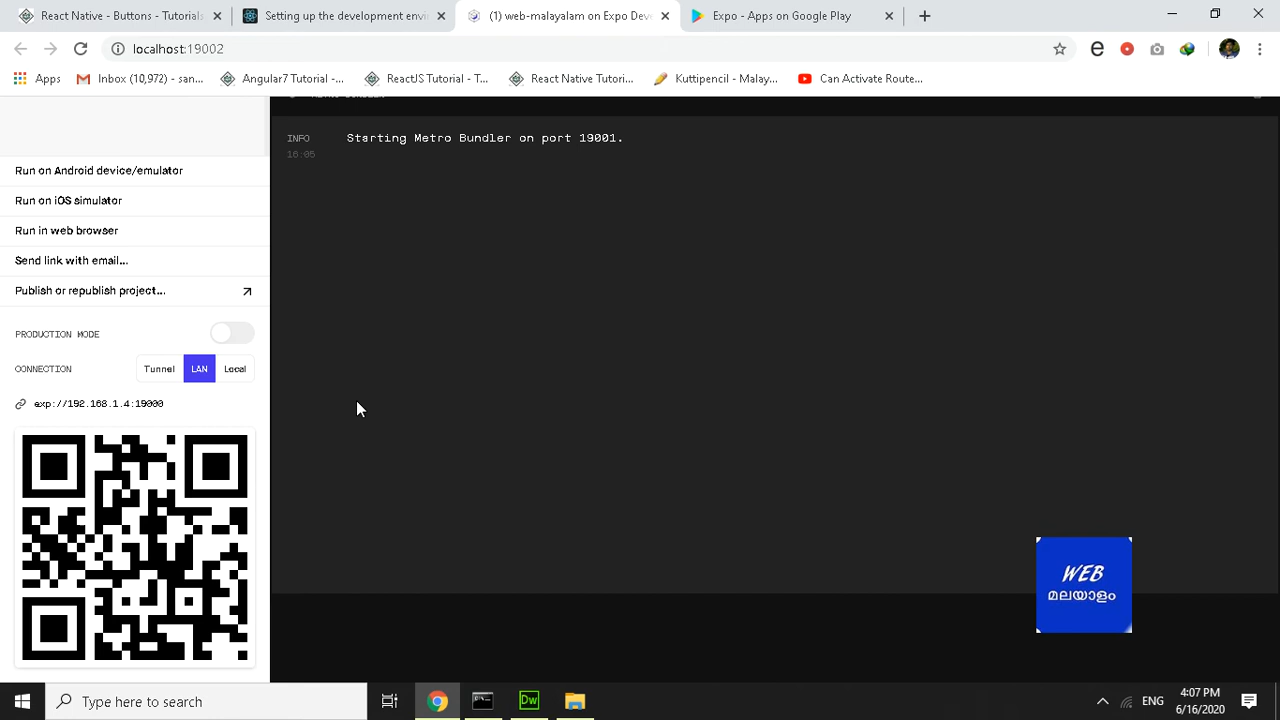 React Native - Buttons - Tutorials
Setting up the development envi
(1) web-malayalam on Expo Dev
Expo - Apps on Google Play
localhost:19002
Apps
Inbox (10,972) - san...
Angular7 Tutorial -...
ReactJS Tutorial - T...
React Native Tutori...
Kuttipencil - Malay...
Can Activate Route...
INFO
Starting Metro Bundler on port 19001.
16:05
Run on Android device/emulator
Run on iOS simulator
Run in web browser
Send link with email...
Publish or republish project...
PRODUCTION MODE
CONNECTION
Tunnel
LAN
Local
exp://192.168.1.4:19000
WEB
മലയാളം
Type here to search
Dw
ENG
4:07 PM
6/16/2020